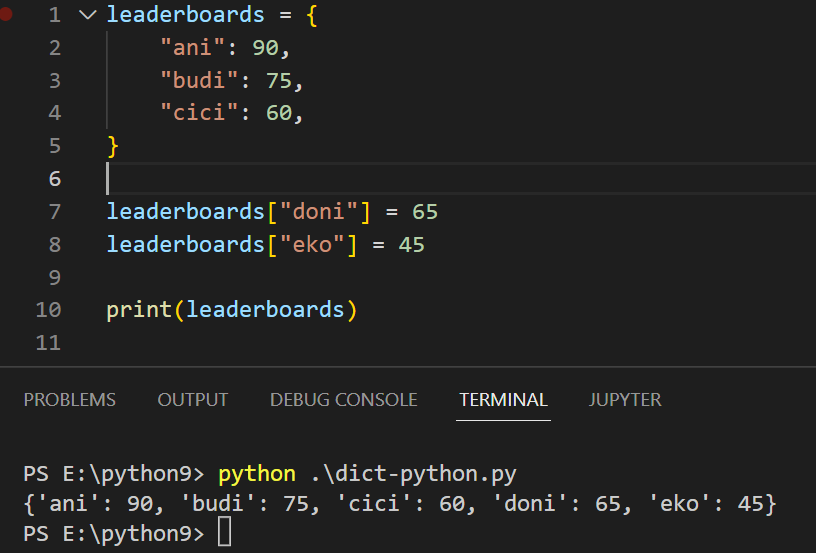 1 leaderboards = {
2     "ani": 90,
3     "budi": 75,
4     "cici": 60,
5 }
6
7 leaderboards["doni"] = 65
8 leaderboards["eko"] = 45
9
10 print(leaderboards)
11
PROBLEMS OUTPUT DEBUG CONSOLE TERMINAL JUPYTER
PS E:\python9> python .\dict-python.py
{'ani': 90, 'budi': 75, 'cici': 60, 'doni': 65, 'eko': 45}
PS E:\python9>